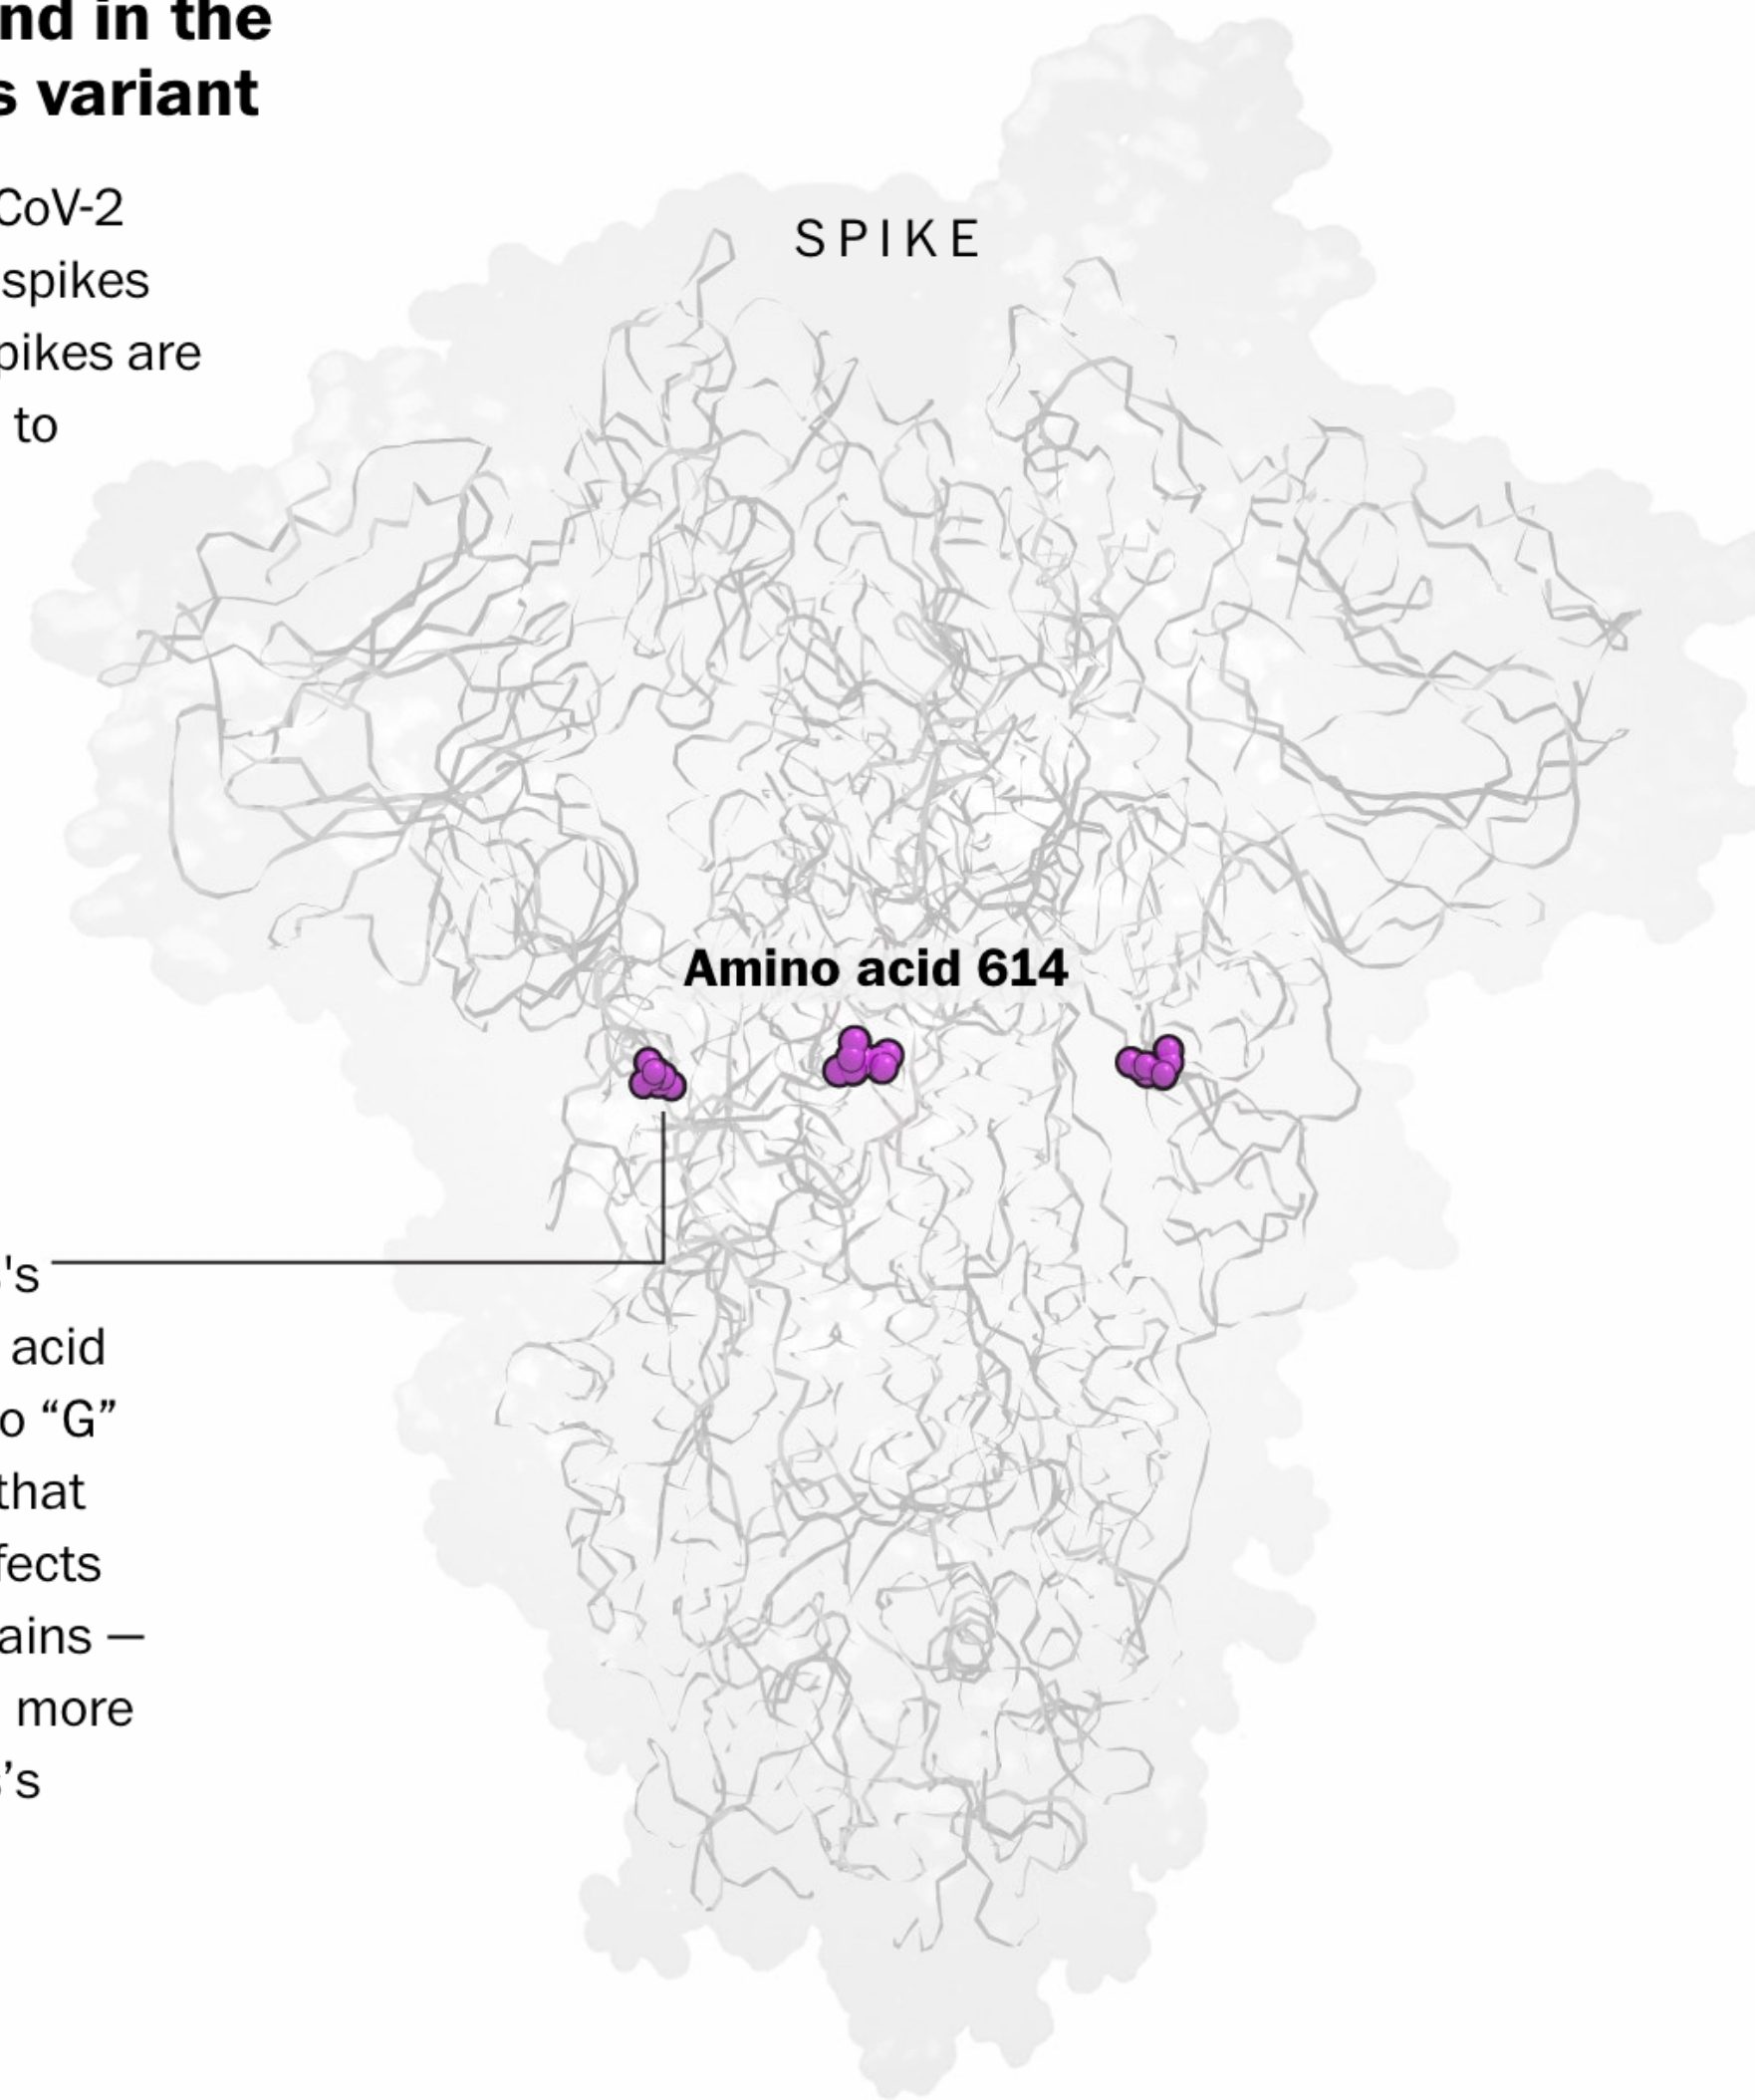 nd in the
s variant
CoV-2
spikes
pikes are
to
SPIKE
Amino acid 614
's
acid
o “G”
that
fects
ains —
more
’s